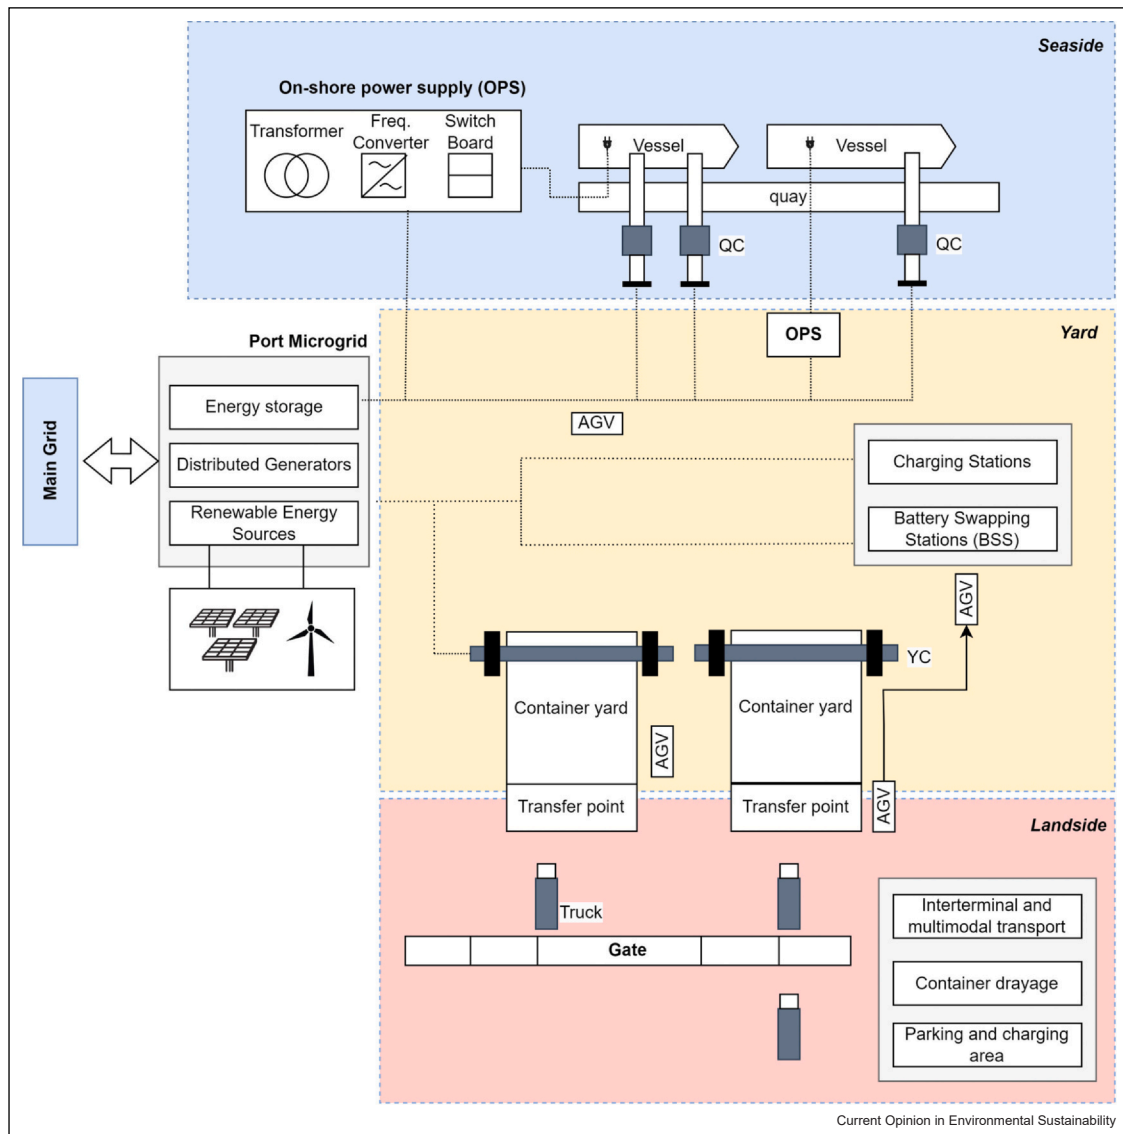 Seaside
On-shore power supply (OPS)
Transformer
Freq.
Converter
Switch
Board
Vessel
Vessel
quay
QC
QC
Port Microgrid
Yard
OPS
Main Grid
Energy storage
Distributed Generators
Renewable Energy
Sources
AGV
Charging Stations
Battery Swapping
Stations (BSS)
AGV
YC
Container yard
Container yard
AGV
AGV
Transfer point
Transfer point
Landside
Truck
Gate
Interterminal and
multimodal transport
Container drayage
Parking and charging
area
Current Opinion in Environmental Sustainability